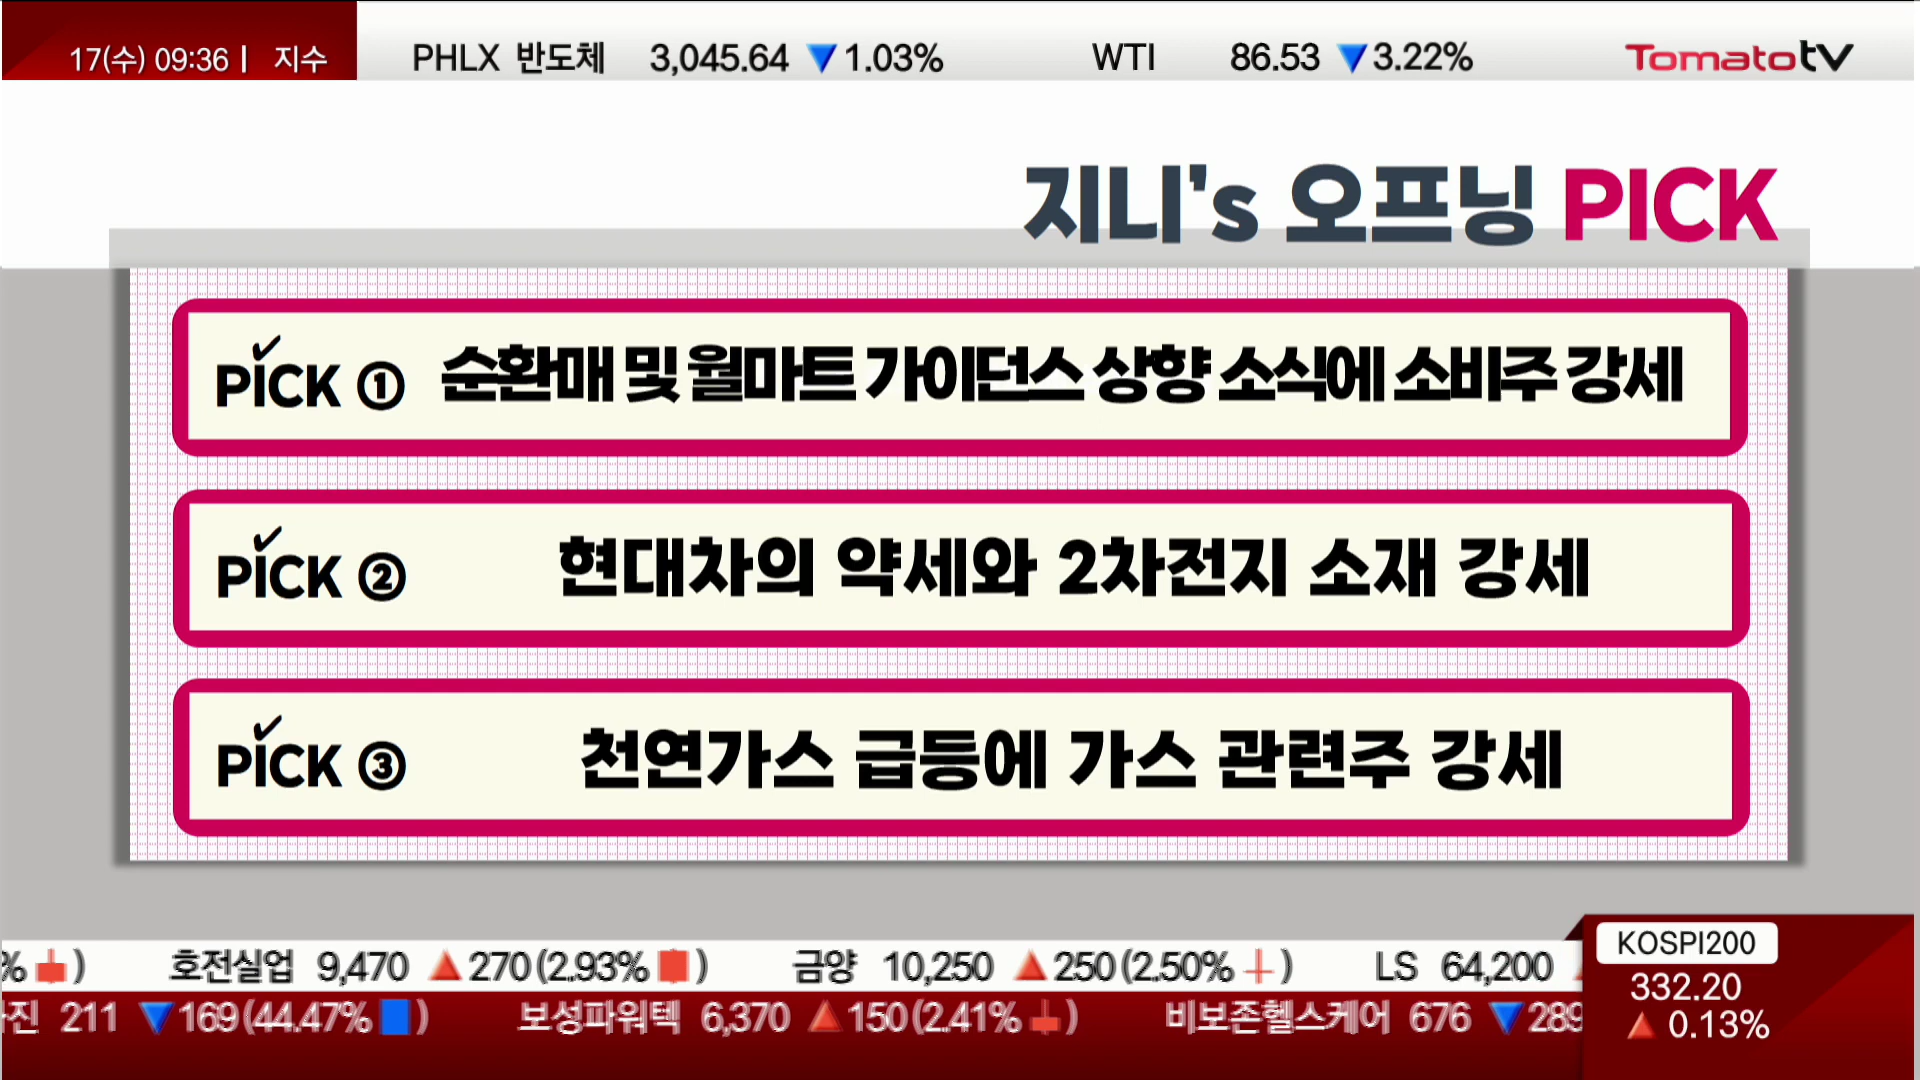 17(수) 09:36 | 지수 PHLX 반도체 3,045.64 ▼1.03% WTI 86.53 ▼3.22% Tomatotv
지니's 오프닝 PICK
PICK ① 순환매 및 월마트 가이던스 상향 소식에 소비주 강세
PICK ② 현대차의 약세와 2차전지 소재 강세
PICK ③ 천연가스 급등에 가스 관련주 강세
% ) 호전실업 9,470 ▲270(2.93% ) 금양 10,250 ▲250(2.50% ) LS 64,200
진 211 ▼169(44.47% ) 보성파워텍 6,370 ▲150(2.41% ) 비보존헬스케어 676 ▼289
KOSPI200
332.20
▲ 0.13%